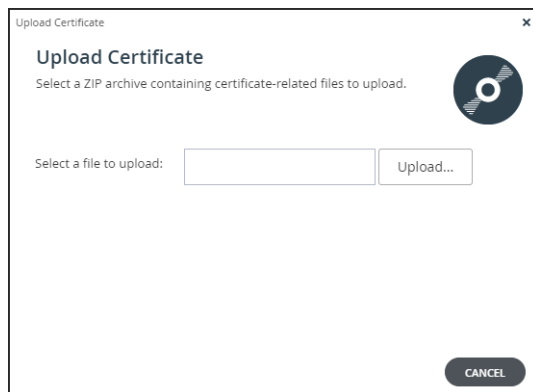 Upload Certificate
Upload Certificate
Select a ZIP archive containing certificate-related files to upload.
Select a file to upload:
Upload...
CANCEL